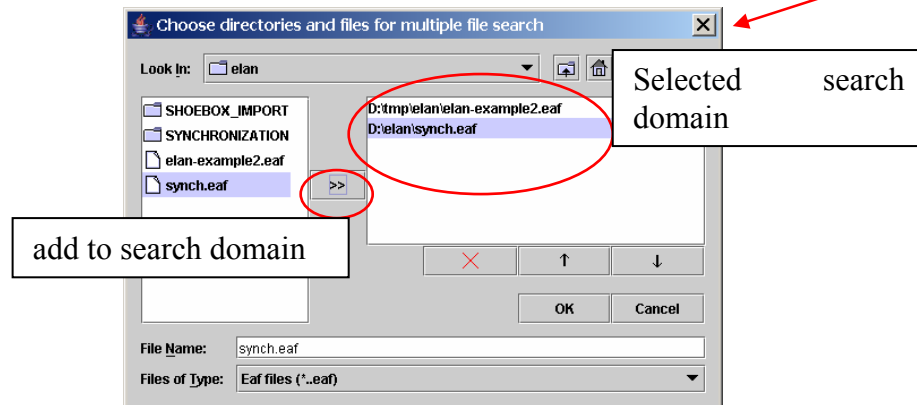 Choose directories and files for multiple file search
Look In: elan
Selected search
domain
SHOEBOX_IMPORT
SYNCHRONIZATION
elan-example2.eaf
synch.eaf
>>
D:\tmp\elan\elan-example2.eaf
D:\elan\synch.eaf
add to search domain
OK Cancel
File Name: synch.eaf
Files of Type: Eaf files (*..eaf)